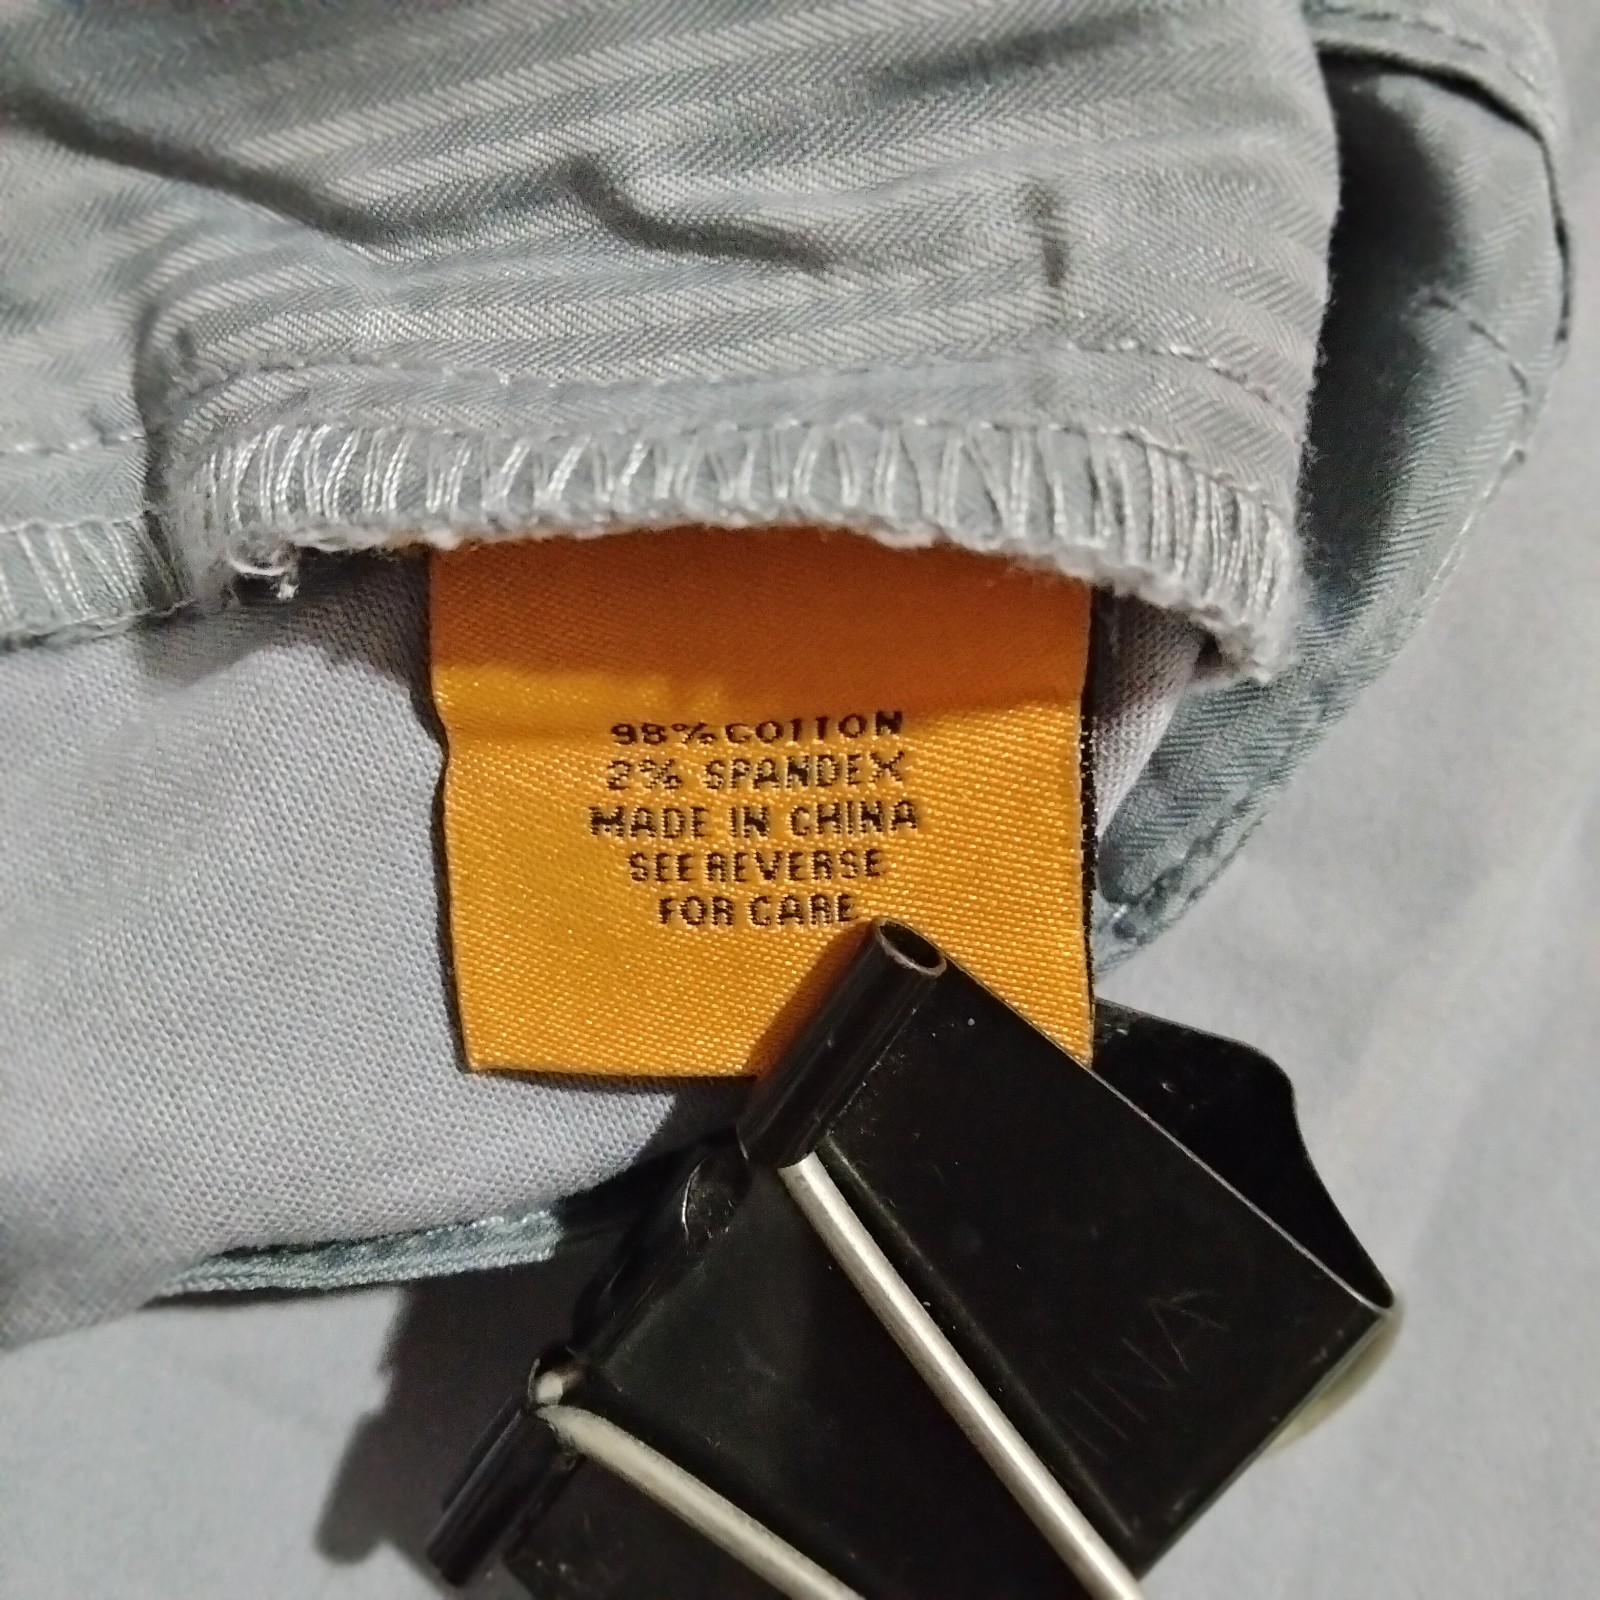 98% COTTON
2% SPANDEX
MADE IN CHINA
SEE REVERSE
FOR CARE